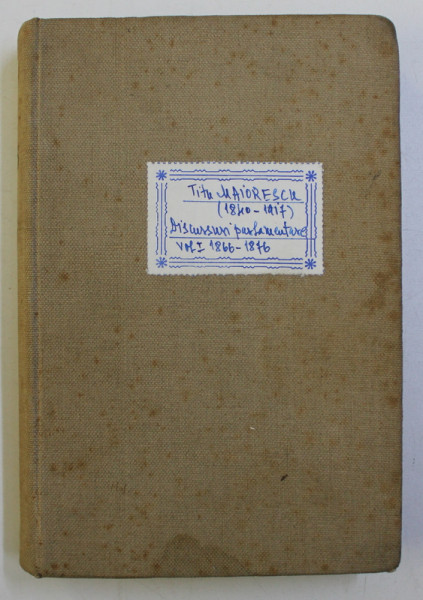 Titu MAIORESCU
(1840-1917)
Discursuri parlamentare
Vol. I 1866-1876